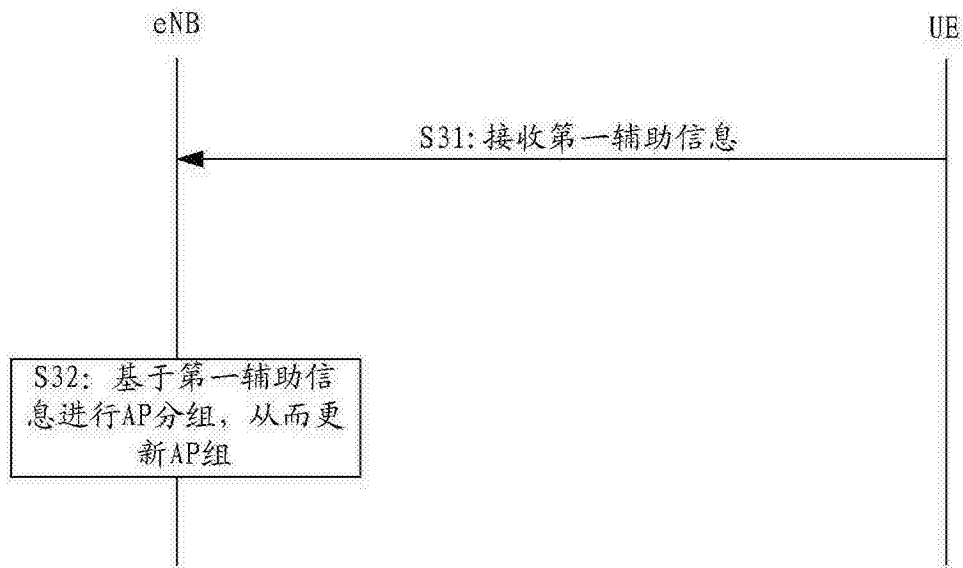 eNB
UE
S31:接收第一辅助信息
S32: 基于第一辅助信
息进行AP分组，从而更
新AP组